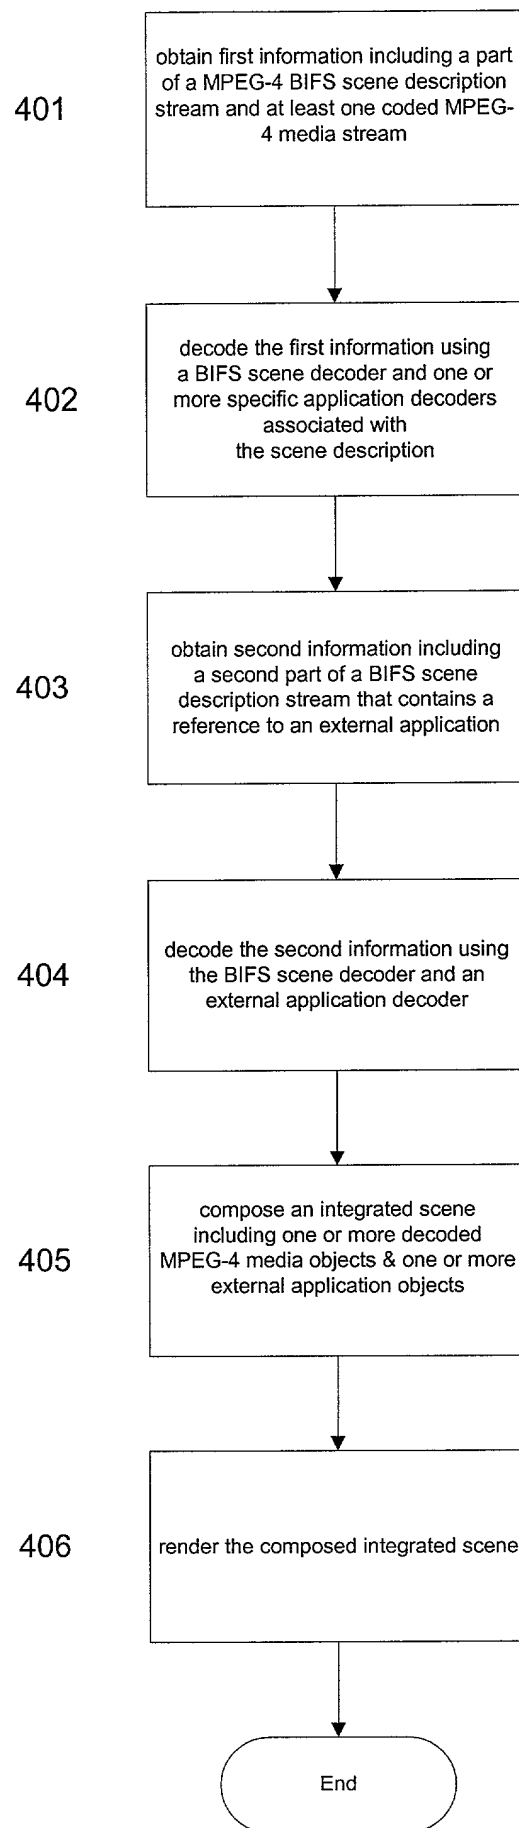 401
obtain first information including a part
of a MPEG-4 BIFS scene description
stream and at least one coded MPEG-
4 media stream
402
decode the first information using
a BIFS scene decoder and one or
more specific application decoders
associated with
the scene description
403
obtain second information including
a second part of a BIFS scene
description stream that contains a
reference to an external application
404
decode the second information using
the BIFS scene decoder and an
external application decoder
405
compose an integrated scene
including one or more decoded
MPEG-4 media objects & one or more
external application objects
406
render the composed integrated scene
End